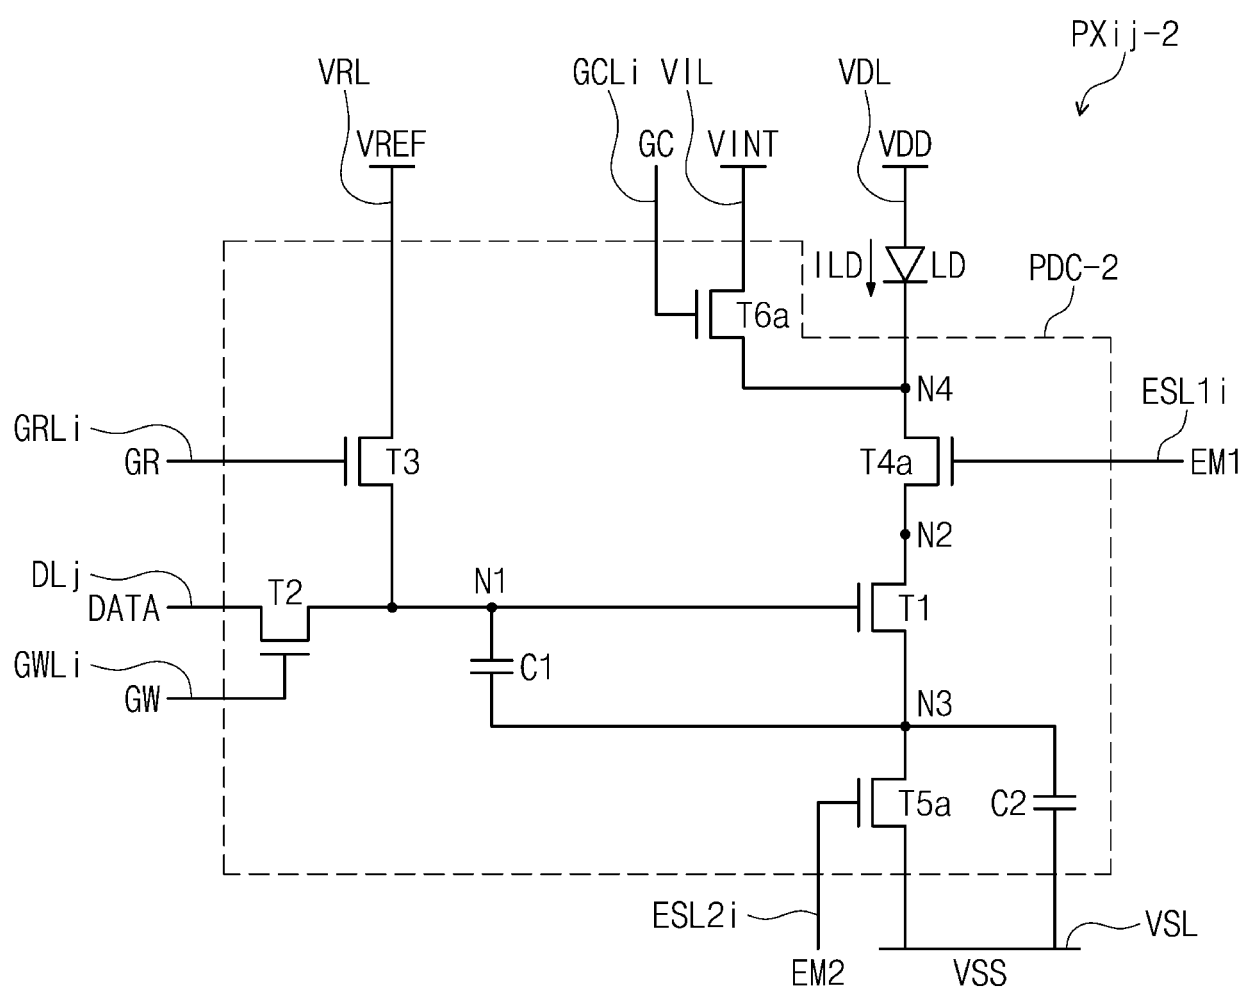 PXij-2
VRL
GCLi
VIL
VDL
VREF
GC
VINT
VDD
ILD
LD
PDC-2
T6a
N4
ESL1i
GRLi
GR
T3
T4a
EM1
N2
DLj
DATA
T2
N1
T1
GWLi
GW
C1
N3
T5a
C2
ESL2i
VSL
EM2
VSS